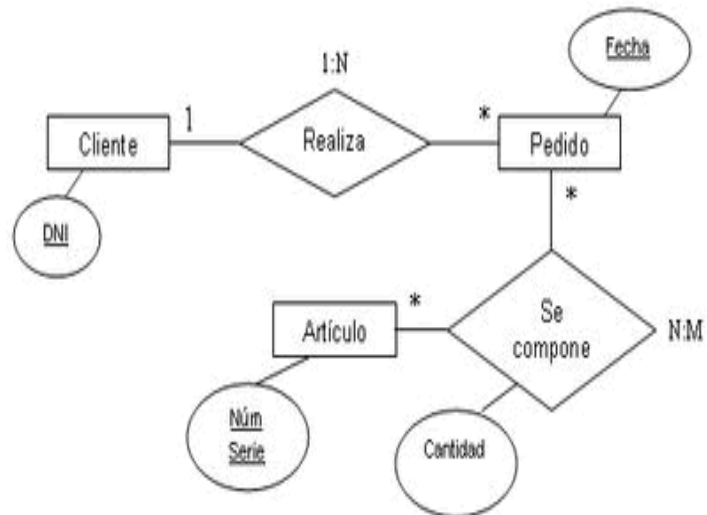 Fecha
1:N
Cliente
1
Realiza
*
Pedido
*
DNI
Artículo
*
Se
compone
N:M
Núm
Serie
Cantidad